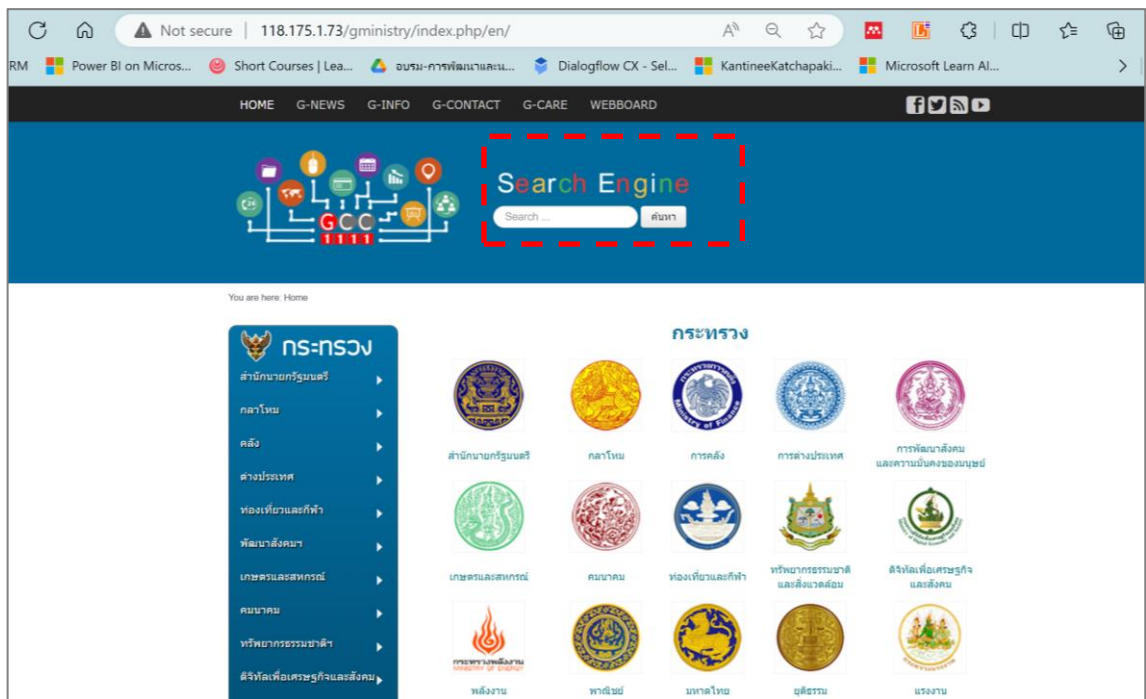 Not secure
118.175.1.73/gministry/index.php/en/
RM
Power BI on Micros...
Short Courses | Lea...
อบรม-การพัฒนาและน...
Dialogflow CX - Sel...
KantineeKatchapaki...
Microsoft Learn AI...
HOME G-NEWS G-INFO G-CONTACT G-CARE WEBBOARD
GCC
1111
Search Engine
Search ...
ค้นหา
You are here: Home
กระทรวง
สำนักนายกรัฐมนตรี
กลาโหม
คลัง
ต่างประเทศ
ท่องเที่ยวและกีฬา
พัฒนาสังคมฯ
เกษตรและสหกรณ์
คมนาคม
ทรัพยากรธรรมชาติฯ
ดิจิทัลเพื่อเศรษฐกิจและสังคม
กระทรวง
สำนักนายกรัฐมนตรี
กลาโหม
การคลัง
การต่างประเทศ
การพัฒนาสังคม
และความมั่นคงของมนุษย์
เกษตรและสหกรณ์
คมนาคม
ท่องเที่ยวและกีฬา
ทรัพยากรธรรมชาติ
และสิ่งแวดล้อม
ดิจิทัลเพื่อเศรษฐกิจ
และสังคม
กระทรวงพลังงาน
MINISTRY OF ENERGY
พลังงาน
พาณิชย์
มหาดไทย
ยุติธรรม
แรงงาน